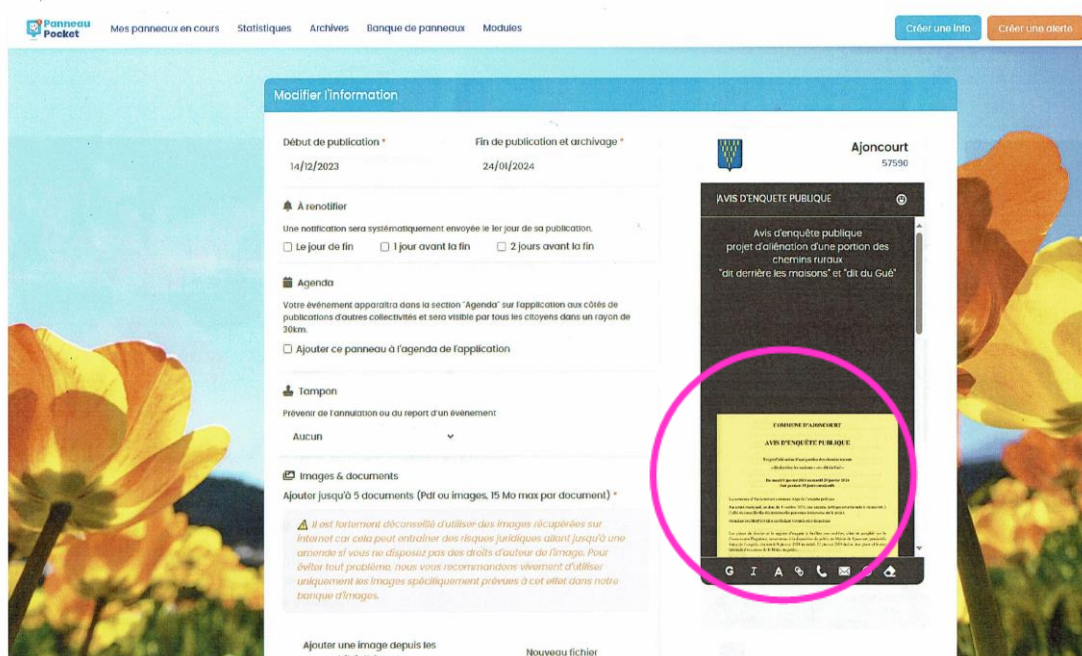 Panneau
Pocket
Mes panneaux en cours
Statistiques
Archives
Banque de panneaux
Modules
Créer une info
Créer une alerte
Modifier l'information
Début de publication *
Fin de publication et archivage *
14/12/2023
24/01/2024
À renotifier
Une notification sera systématiquement envoyée le 1er jour de sa publication.
Le jour de fin
1 jour avant la fin
2 jours avant la fin
Agenda
Votre événement apparaîtra dans la section "Agenda" sur l'application aux côtés de
publications d'autres collectivités et sera visible par tous les citoyens dans un rayon de
30km.
Ajouter ce panneau à l'agenda de l'application
Tampon
Prévenir de l'annulation ou du report d'un événement
Aucun
Images & documents
Ajouter jusqu'à 5 documents (Pdf ou images, 15 Mo max par document) *
Il est fortement déconseillé d'utiliser des images récupérées sur
Internet car cela peut entraîner des risques juridiques allant jusqu'à une
amende si vous ne disposez pas des droits d'auteur de l'image. Pour
éviter tout problème, nous vous recommandons vivement d'utiliser
uniquement les images spécifiquement prévues à cet effet dans notre
banque d'images.
Ajouter une image depuis les
Nouveau fichier
Ajoncourt
57590
AVIS D'ENQUETE PUBLIQUE
Avis d'enquête publique
projet d'aliénation d'une portion des
chemins ruraux
"dit derrière les maisons" et "dit du Gué"
COMMUNE D'AJONCOURT
AVIS D'ENQUÊTE PUBLIQUE
G I A